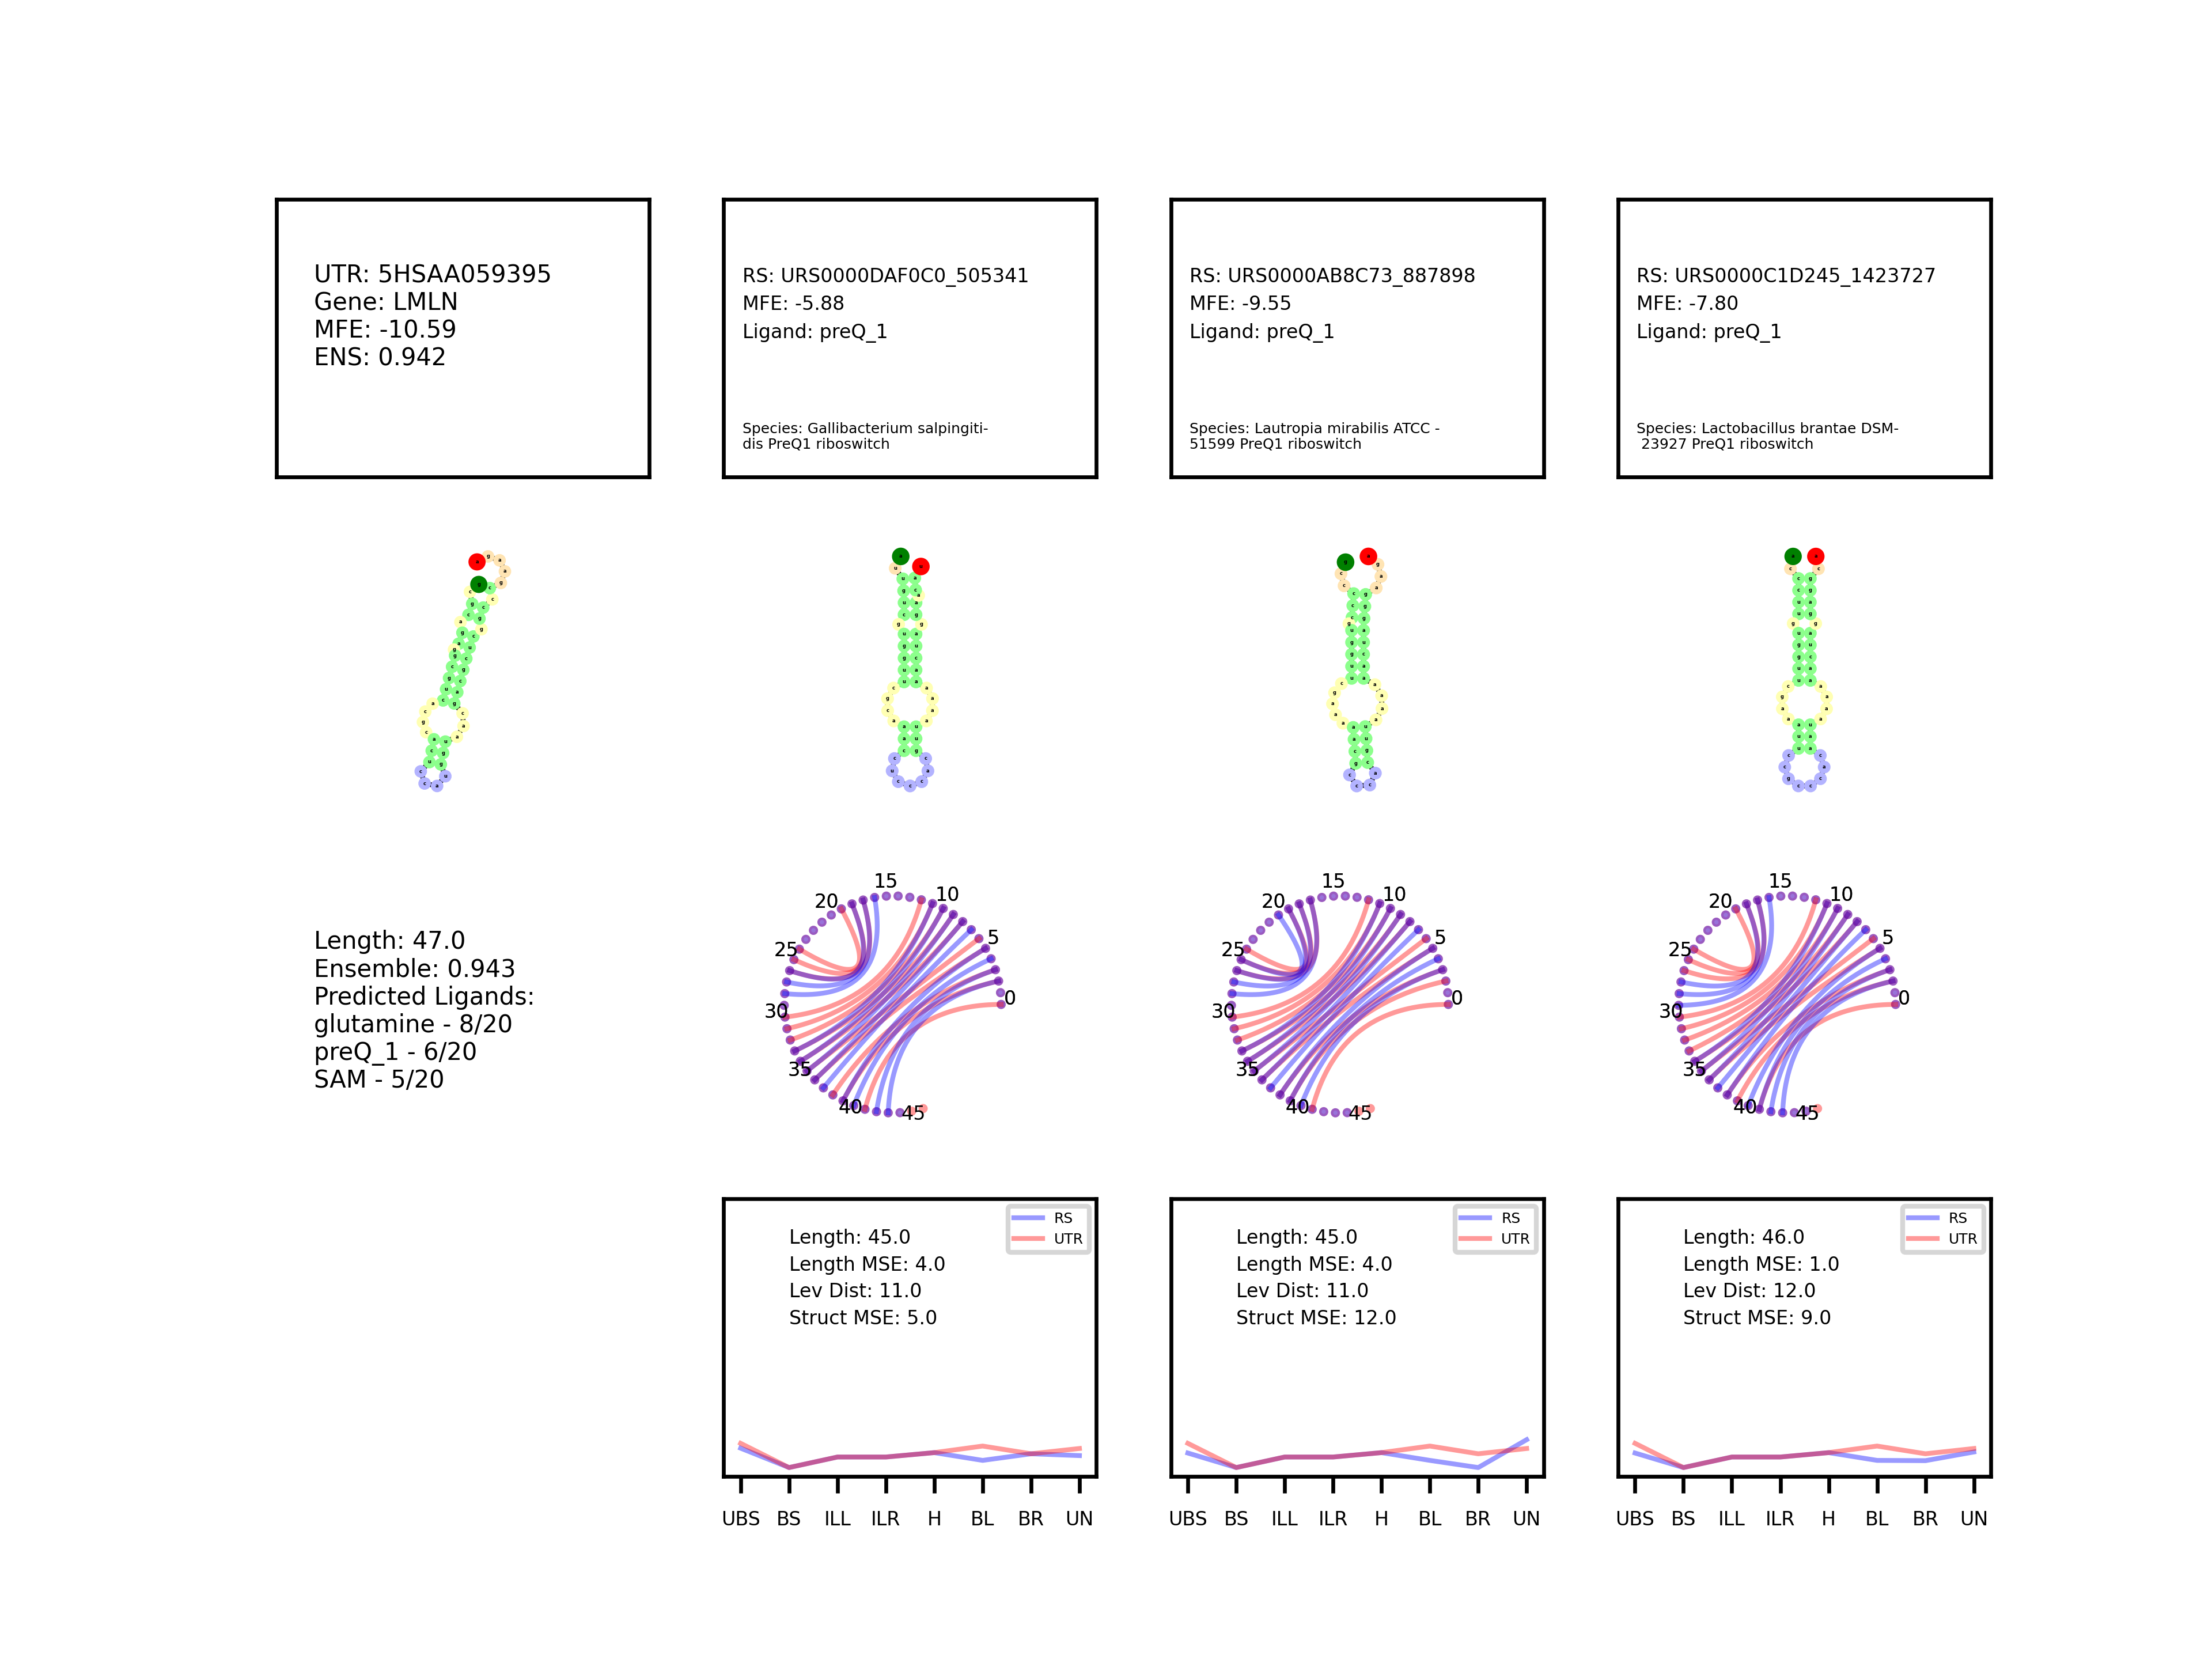 UTR: 5HSAA059395
Gene: LMLN
MFE: -10.59
ENS: 0.942
RS: URS0000DAF0C0_505341
MFE: -5.88
Ligand: preQ_1
Species: Gallibacterium salpingiti-
dis PreQ1 riboswitch
RS: URS0000AB8C73_887898
MFE: -9.55
Ligand: preQ_1
Species: Lautropia mirabilis ATCC -
51599 PreQ1 riboswitch
RS: URS0000C1D245_1423727
MFE: -7.80
Ligand: preQ_1
Species: Lactobacillus brantae DSM-
23927 PreQ1 riboswitch
Length: 47.0
Ensemble: 0.943
Predicted Ligands:
glutamine - 8/20
preQ_1 - 6/20
SAM - 5/20
0
5
10
15
20
25
30
35
40
45
0
5
10
15
20
25
30
35
40
45
0
5
10
15
20
25
30
35
40
45
RS
UTR
Length: 45.0
Length MSE: 4.0
Lev Dist: 11.0
Struct MSE: 5.0
UBS BS ILL ILR H BL BR UN
RS
UTR
Length: 45.0
Length MSE: 4.0
Lev Dist: 11.0
Struct MSE: 12.0
UBS BS ILL ILR H BL BR UN
RS
UTR
Length: 46.0
Length MSE: 1.0
Lev Dist: 12.0
Struct MSE: 9.0
UBS BS ILL ILR H BL BR UN